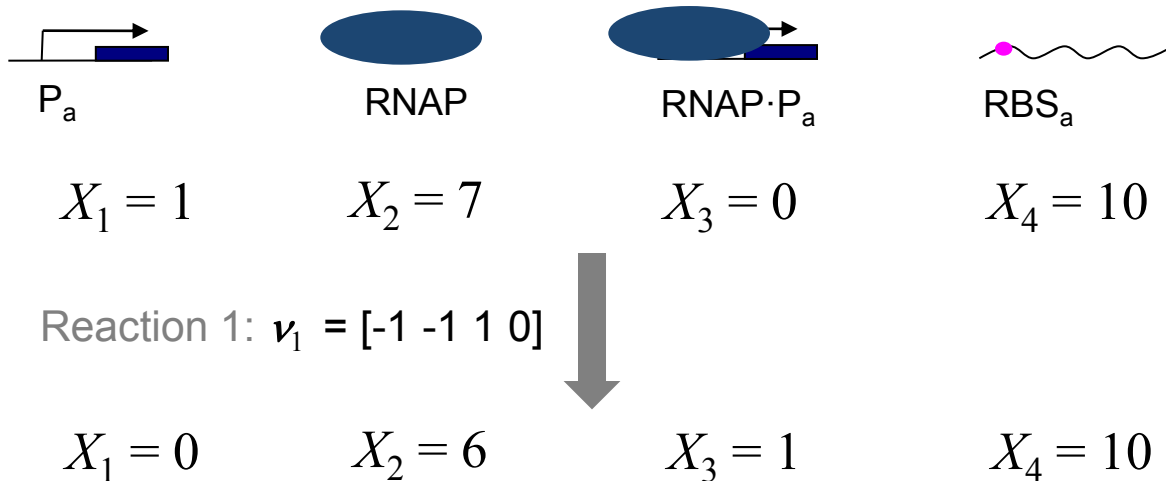 Pₐ RNAP RNAP·Pₐ RBSₐ
X₁ = 1 X₂ = 7 X₃ = 0 X₄ = 10
Reaction 1: ν₁ = [-1 -1 1 0]
X₁ = 0 X₂ = 6 X₃ = 1 X₄ = 10